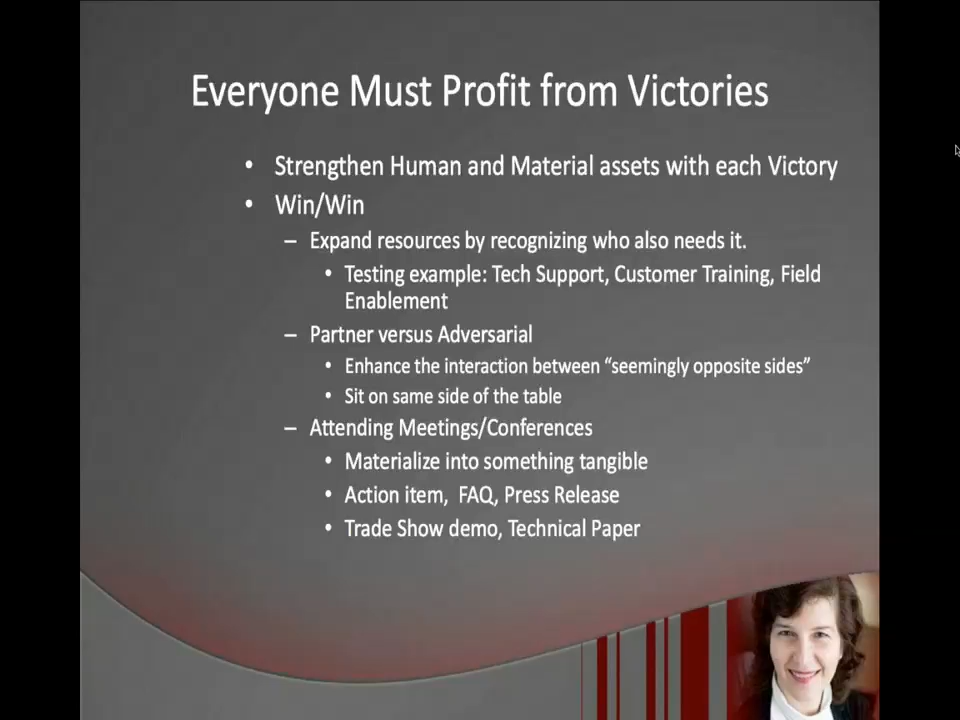 Everyone Must Profit from Victories
• Strengthen Human and Material assets with each Victory
• Win/Win
– Expand resources by recognizing who also needs it.
• Testing example: Tech Support, Customer Training, Field
Enablement
– Partner versus Adversarial
• Enhance the interaction between “seemingly opposite sides”
• Sit on same side of the table
– Attending Meetings/Conferences
• Materialize into something tangible
• Action item,  FAQ, Press Release
• Trade Show demo, Technical Paper